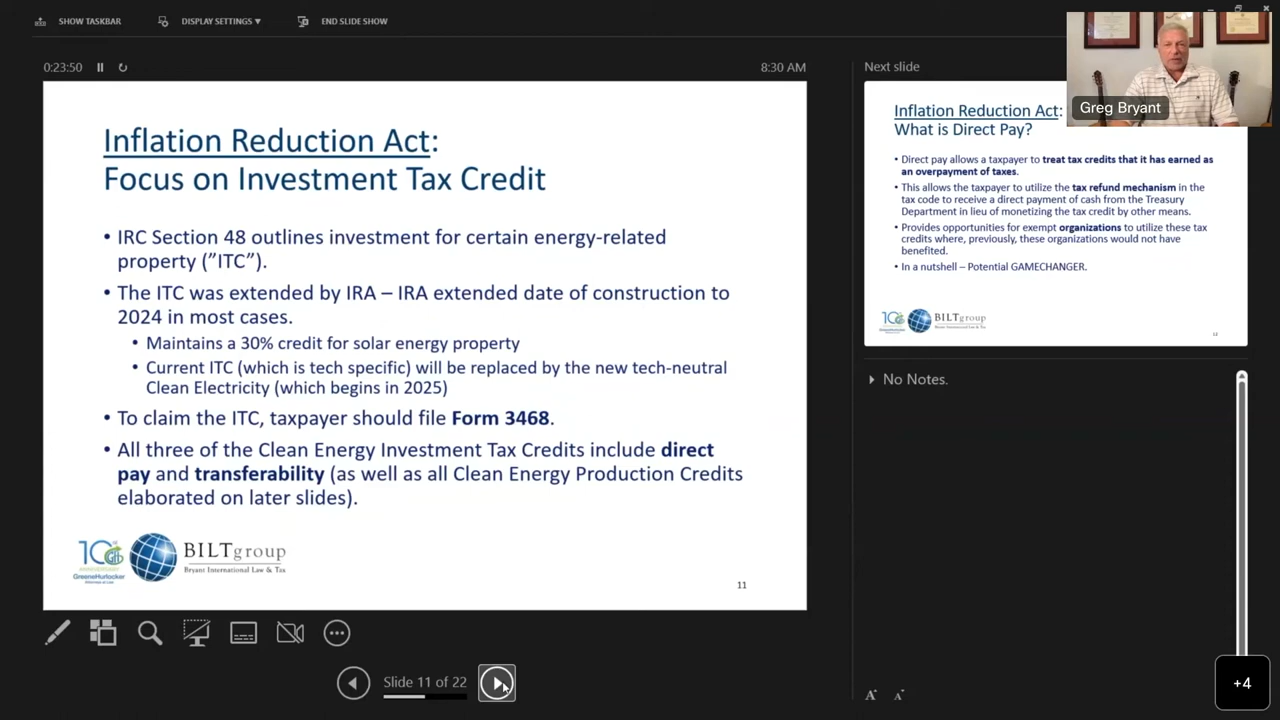 SHOW TASKBAR
DISPLAY SETTINGS ▼
END SLIDE SHOW
0:23:50
8:30 AM
Inflation Reduction Act:
Focus on Investment Tax Credit
• IRC Section 48 outlines investment for certain energy-related
property (”ITC”).
• The ITC was extended by IRA – IRA extended date of construction to
2024 in most cases.
• Maintains a 30% credit for solar energy property
• Current ITC (which is tech specific) will be replaced by the new tech-neutral
Clean Electricity (which begins in 2025)
• To claim the ITC, taxpayer should file Form 3468.
• All three of the Clean Energy Investment Tax Credits include direct
pay and transferability (as well as all Clean Energy Production Credits
elaborated on later slides).
10
ANNIVERSARY
GreeneHurlocker
BILTgroup
Bryant International Law & Tax
11
Slide 11 of 22
Next slide
Greg Bryant
Inflation Reduction Act:
What is Direct Pay?
• Direct pay allows a taxpayer to treat tax credits that it has earned as
an overpayment of taxes.
• This allows the taxpayer to utilize the tax refund mechanism in the
tax code to receive a direct payment of cash from the Treasury
Department in lieu of monetizing the tax credit by other means.
• Provides opportunities for exempt organizations to utilize these tax
credits where, previously, these organizations would not have
benefited.
• In a nutshell – Potential GAMECHANGER.
BILTgroup
Bryant International Law & Tax
12
No Notes.
A A
+4